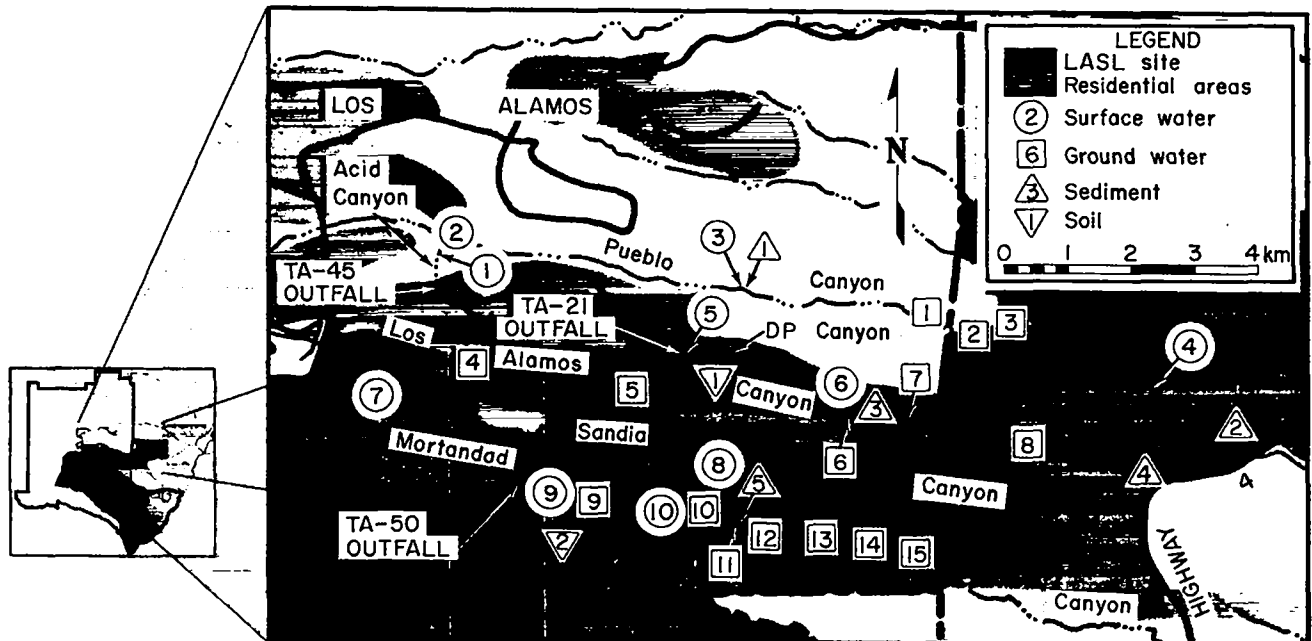 LEGEND
LASL site
Residential areas
2 Surface water
6 Ground water
3 Sediment
1 Soil
0 1 2 3 4 km
LOS ALAMOS
N
Acid
Canyon
2
1
3
1
Pueblo
Canyon
TA-45
OUTFALL
TA-21
OUTFALL
5
DP Canyon
1
2
3
4
Los
Alamos
4
7
5
1
Canyon
6
3
7
2
Sandia
Mortandad
8
6
8
4
5
Canyon
9
9
10
10
TA-50
OUTFALL
2
11
12
13
14
15
4
HIGHWAY
Canyon